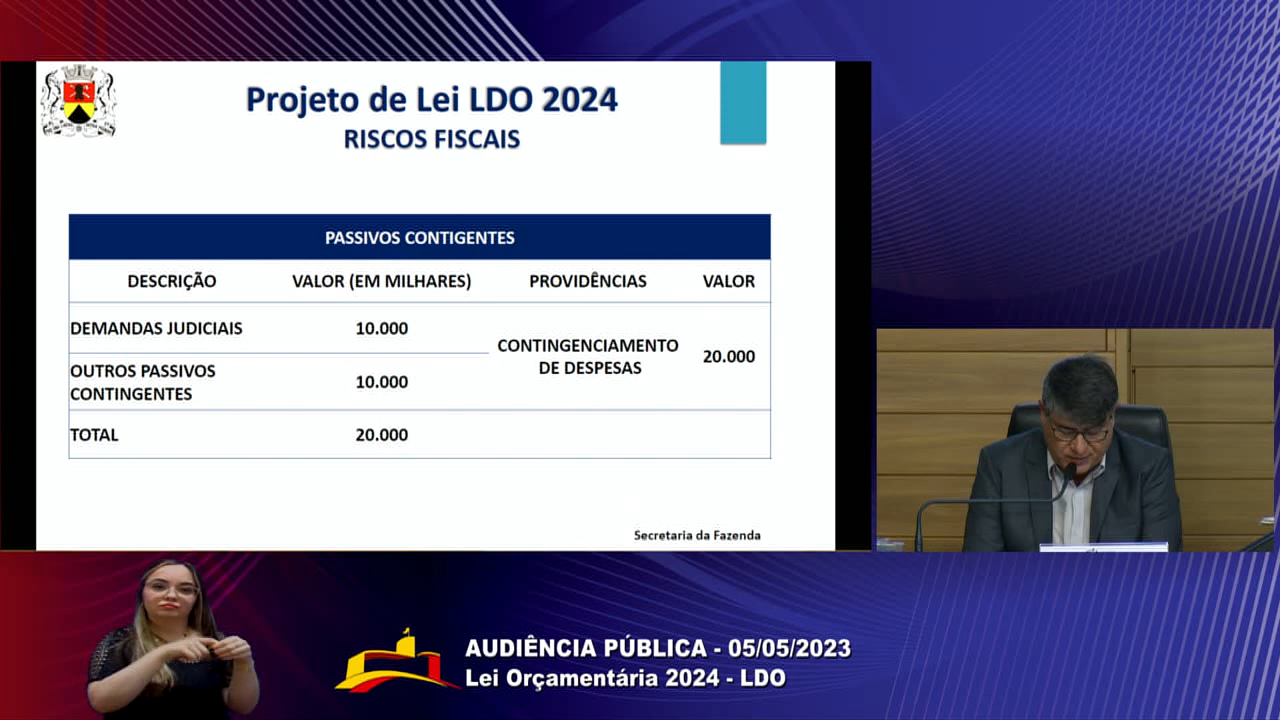 Projeto de Lei LDO 2024
RISCOS FISCAIS
PASSIVOS CONTIGENTES
DESCRIÇÃO VALOR (EM MILHARES) PROVIDÊNCIAS VALOR
DEMANDAS JUDICIAIS 10.000
CONTINGENCIAMENTO DE DESPESAS 20.000
OUTROS PASSIVOS
CONTINGENTES 10.000
TOTAL 20.000
Secretaria da Fazenda
AUDIÊNCIA PÚBLICA - 05/05/2023
Lei Orçamentária 2024 - LDO